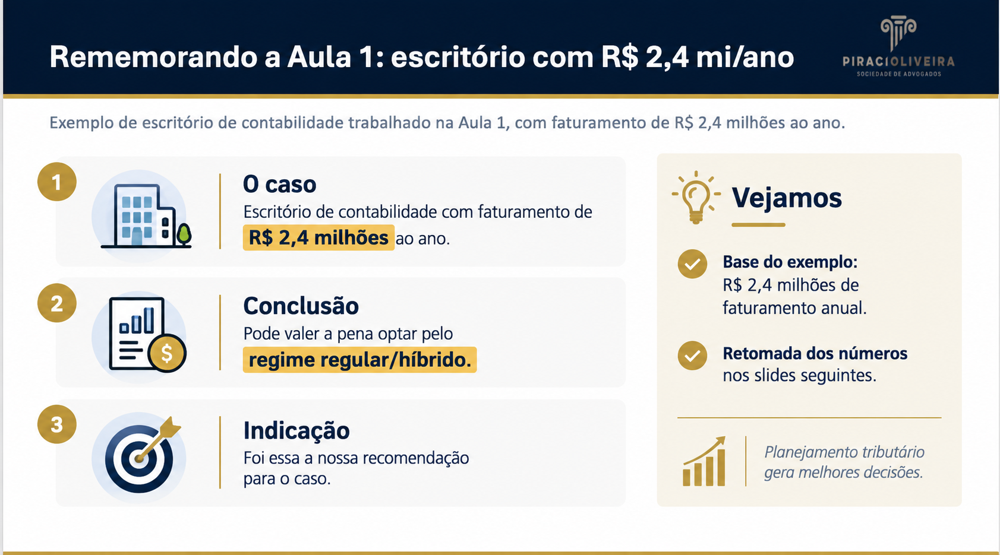 Rememorando a Aula 1: escritório com R$ 2,4 mi/ano
PIRACIOLIVEIRA
SOCIEDADE DE ADVOGADOS
Exemplo de escritório de contabilidade trabalhado na Aula 1, com faturamento de R$ 2,4 milhões ao ano.
1
O caso
Escritório de contabilidade com faturamento de
R$ 2,4 milhões ao ano.
2
$
Conclusão
Pode valer a pena optar pelo
regime regular/híbrido.
3
Indicação
Foi essa a nossa recomendação
para o caso.
Vejamos
Base do exemplo:
R$ 2,4 milhões de
faturamento anual.
Retomada dos números
nos slides seguintes.
Planejamento tributário
gera melhores decisões.